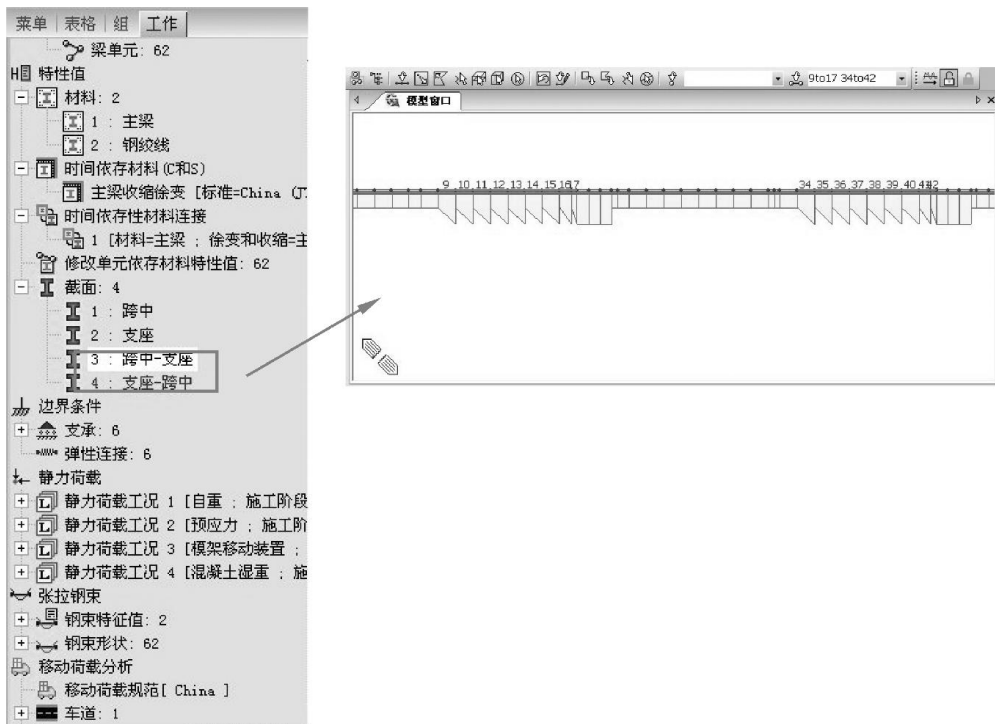 菜单 表格 组 工作
梁单元: 62
特性值
材料: 2
1 : 主梁
2 : 钢绞线
时间依存材料(C和S)
主梁收缩徐变 [标准=China
时间依存性材料连接
1 [材料=主梁 ; 徐变和收缩=主
修改单元依存材料特性值: 62
截面: 4
1 : 跨中
2 : 支座
3 : 跨中-支座
4 : 支座-跨中
边界条件
支承: 6
弹性连接: 6
静力荷载
静力荷载工况 1 [自重 ; 施工阶段
静力荷载工况 2 [预应力 ; 施工阶
静力荷载工况 3 [模架移动装置 ;
静力荷载工况 4 [混凝土湿重 ; 施
张拉钢束
钢束特征值: 2
钢束形状: 62
移动荷载分析
移动荷载规范[ China ]
车道: 1
9to17 34to42
模型窗口
9 10 11 12 13 14 15 16 17 34 35 36 37 38 39 40 41 42